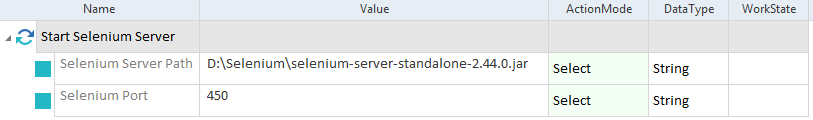 Name Value ActionMode DataType WorkState
Start Selenium Server
Selenium Server Path D:\Selenium\selenium-server-standalone-2.44.0.jar Select String
Selenium Port 450 Select String